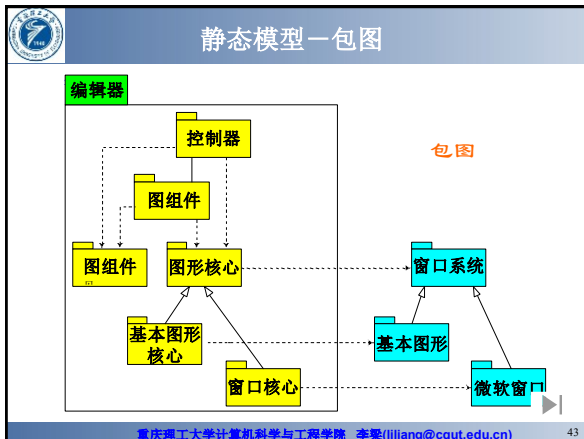 静态模型－包图
编辑器
控制器
包图
图组件
图组件
图形核心
窗口系统
基本图形
核心
基本图形
窗口核心
微软窗口
重庆理工大学计算机科学与工程学院 李梁(liliang@cqut.edu.cn)
43